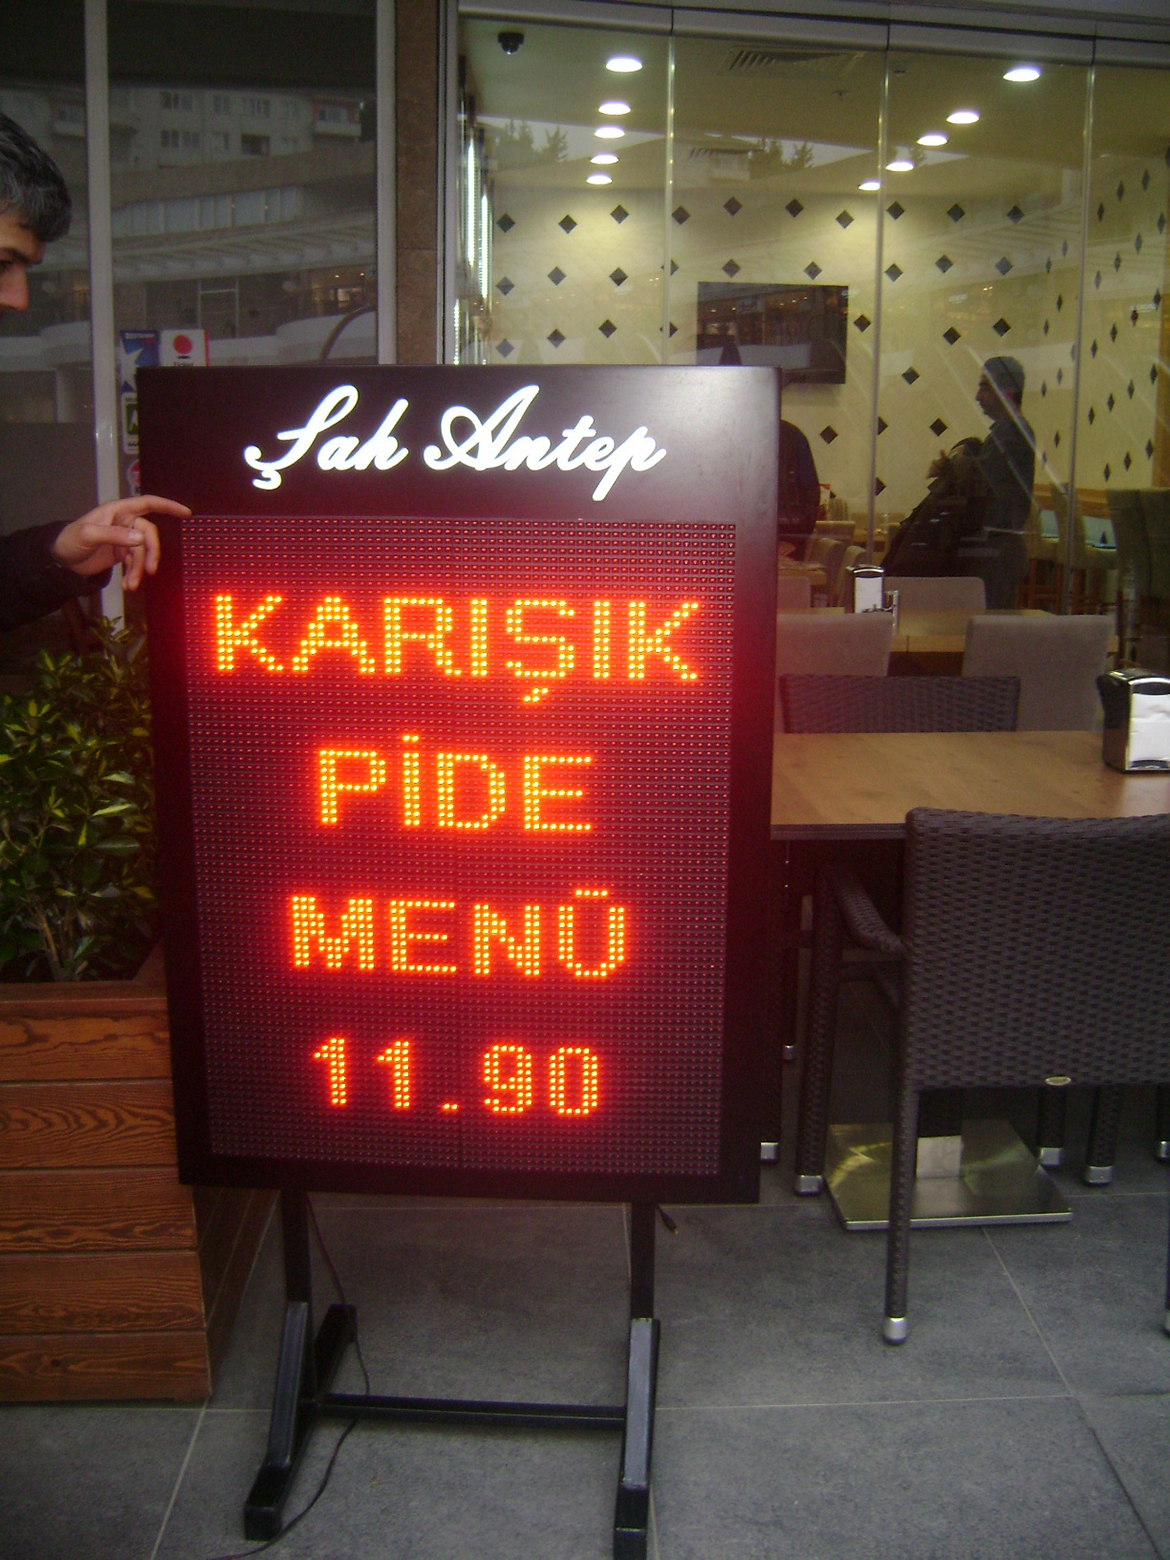 Şah Antep
KARIŞIK
PİDE
MENÜ
11.90